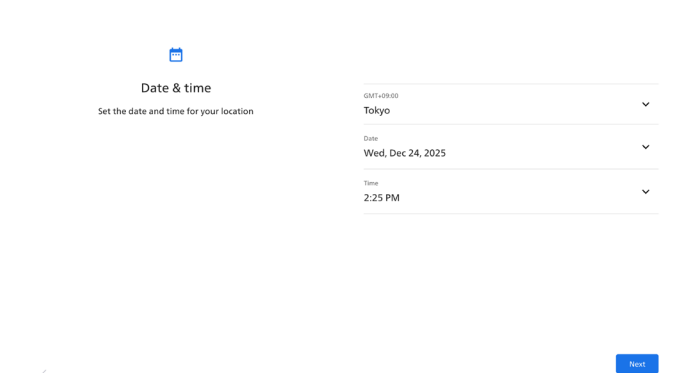 Date & time
Set the date and time for your location
GMT+09:00
Tokyo
Date
Wed, Dec 24, 2025
Time
2:25 PM
Next